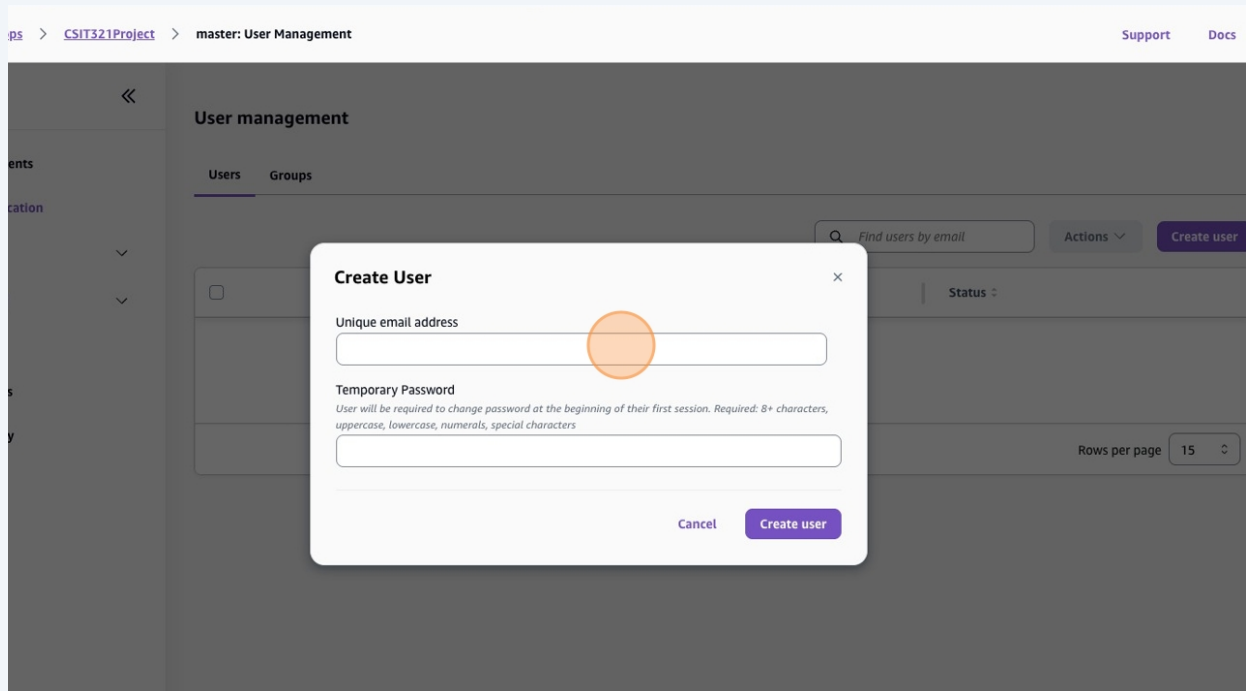 ps > CSIT321Project > master: User Management
Support Docs
User management
ents
Users Groups
cation
Find users by email
Actions
Create user
Create User
Status
Unique email address
Temporary Password
User will be required to change password at the beginning of their first session. Required: 8+ characters,
uppercase, lowercase, numerals, special characters
s
y
Rows per page 15
Cancel Create user